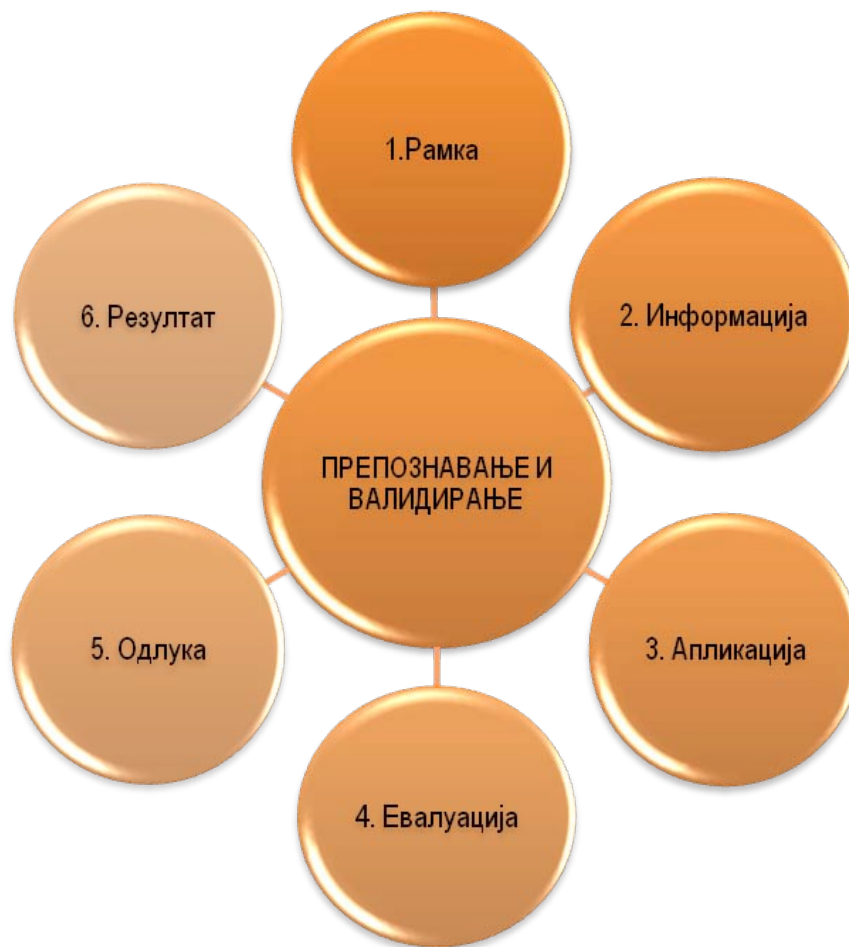 1.Рамка
2. Информација
3. Апликација
4. Евалуација
5. Одлука
6. Резултат
ПРЕПОЗНАВАЊЕ И
ВАЛИДИРАЊЕ